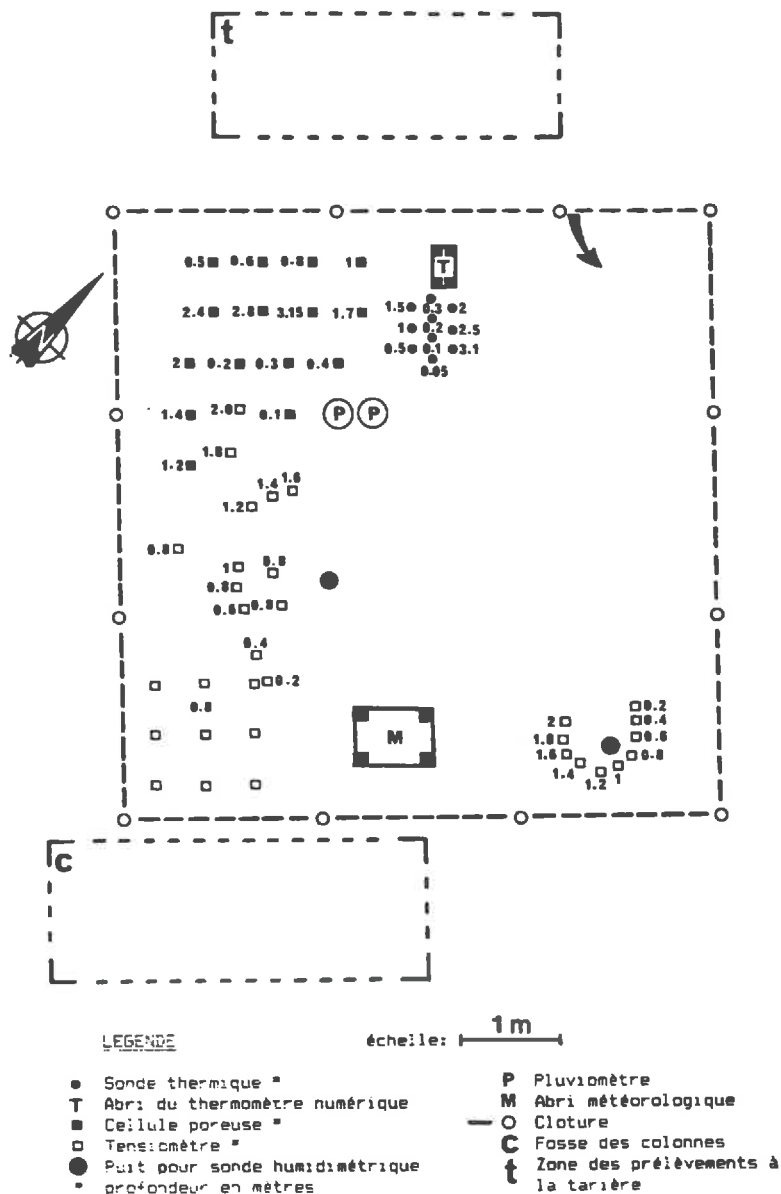 t
0.5 0.6 0.8 1 T
2.4 2.8 3.15 1.7 1.5 0.3 2
1 0.2 2.5
0.5 0.1 3.1
2 0.2 0.3 0.4 0.05
1.4 2.0 0.1 P P
1.8
1.2
1.4 1.6
1.2
0.8
1 0.8
0.8
0.6 0.8
0.4
0.2
0.8
M
2 0.2
1.8 0.4
1.6 0.6
1.4 1.2 1 0.8
C
LEGENDE
échelle: 1m
Sonde thermique *
T Abri du thermomètre numérique
Cellule poreuse *
Tensiomètre *
Puit pour sonde humidimétrique
* profondeur en mètres
P Pluviomètre
M Abri météorologique
Cloture
C Fosse des colonnes
t Zone des prélèvements à
la tarière